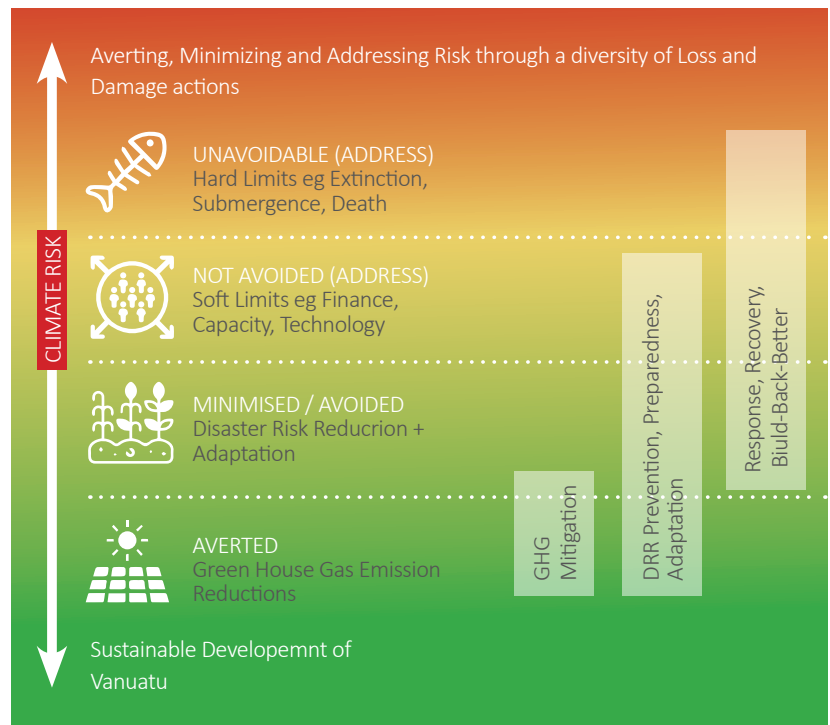 Averting, Minimizing and Addressing Risk through a diversity of Loss and
Damage actions
CLIMATE RISK
UNAVOIDABLE (ADDRESS)
Hard Limits eg Extinction,
Submergence, Death
NOT AVOIDED (ADDRESS)
Soft Limits eg Finance,
Capacity, Technology
MINIMISED / AVOIDED
Disaster Risk Reducrion +
Adaptation
AVERTED
Green House Gas Emission
Reductions
GHG
Mitigation
DRR Prevention, Preparedness,
Adaptation
Response, Recovery,
Biuld-Back-Better
Sustainable Developemnt of
Vanuatu